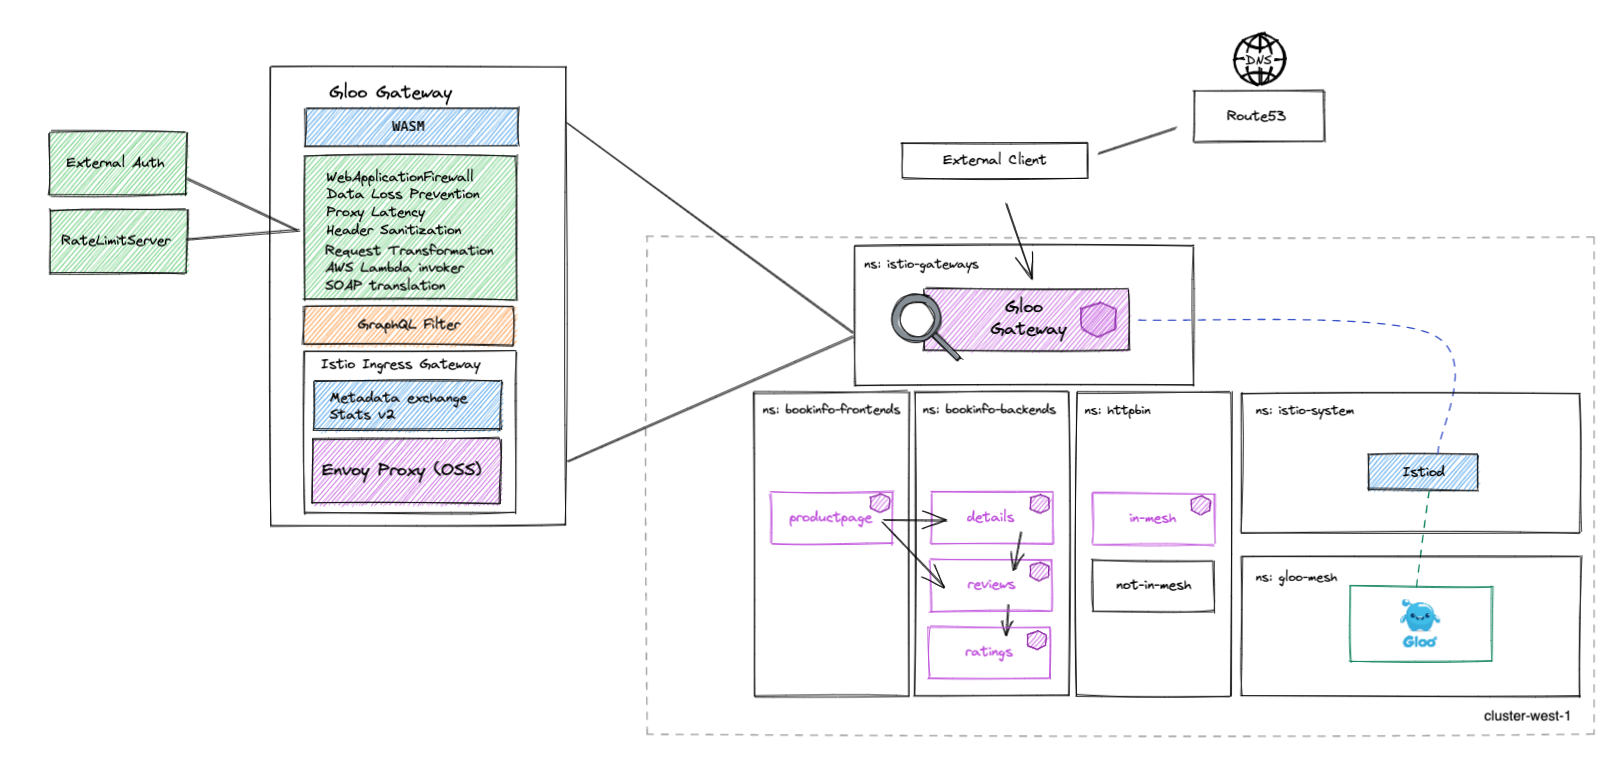 Gloo Gateway
WASM
External Auth
RateLimitServer
WebApplicationFirewall
Data Loss Prevention
Proxy Latency
Header Sanitization
Request Transformation
AWS Lambda invoker
SOAP translation
GraphQL Filter
Istio Ingress Gateway
Metadata exchange
Stats v2
Envoy Proxy (OSS)
DNS
Route53
External Client
ns: istio-gateways
Gloo
Gateway
ns: bookinfo-frontends
productpage
ns: bookinfo-backends
details
reviews
ratings
ns: httpbin
in-mesh
not-in-mesh
ns: istio-system
Istiod
ns: gloo-mesh
Gloo
cluster-west-1